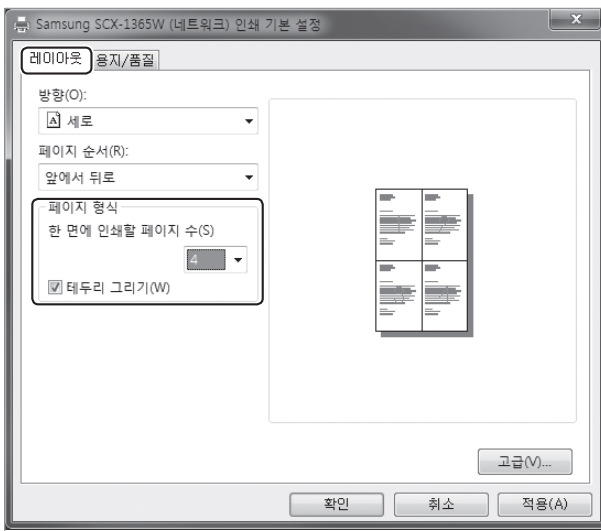 Samsung SCX-1365W (네트워크) 인쇄 기본 설정
레이아웃 용지/품질
방향(O):
세로
페이지 순서(R):
앞에서 뒤로
페이지 형식
한 면에 인쇄할 페이지 수(S)
4
테두리 그리기(W)
고급(V)...
확인 취소 적용(A)